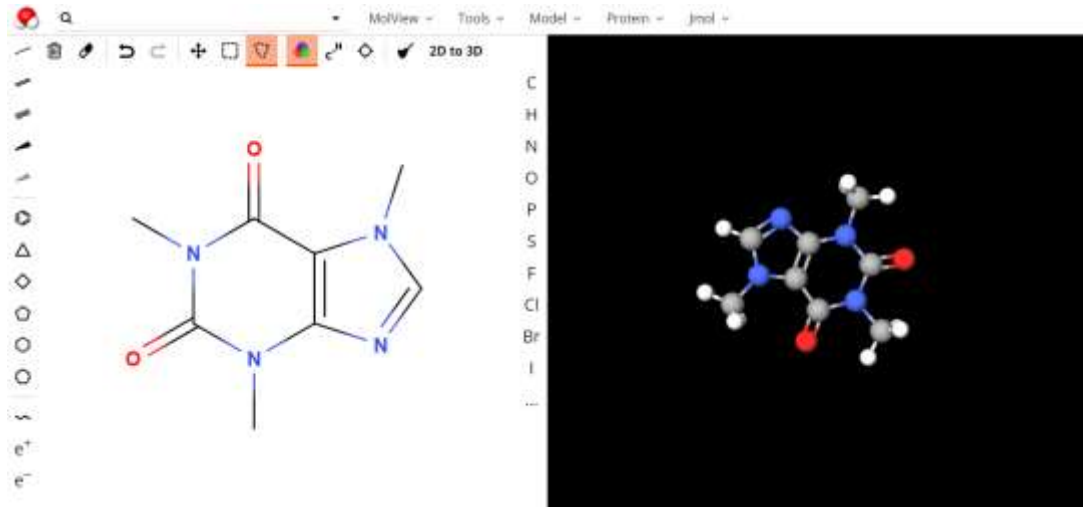 MolView Tools Model Protein Jmol
2D to 3D
C
H
N
O
P
S
F
Cl
Br
I
...
e+
e−
O
N
N
O
N
N